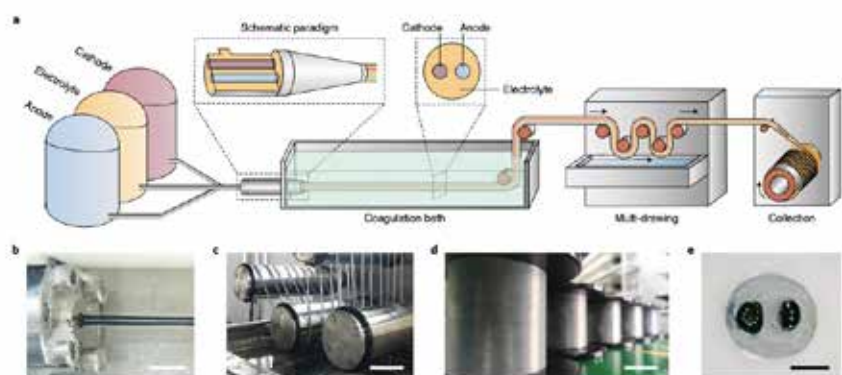 a
Schematic paradigm
Cathode
Anode
Cathode
Electrolyte
Anode
Electrolyte
Coagulation bath
Multi-drawing
Collection
b
c
d
e